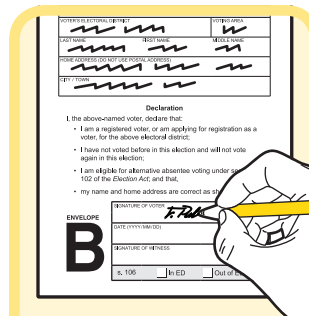 VOTER'S ELECTORAL DISTRICT VOTING AREA
LAST NAME FIRST NAME MIDDLE NAME
HOME ADDRESS (DO NOT USE POSTAL ADDRESS)
CITY / TOWN
Declaration
I, the above-named voter, declare that:
• I am a registered voter, or am applying for registration as a
voter, for the above electoral district;
• I have not voted before in this election and will not vote
again in this election;
• I am eligible for alternative absentee voting under
102 of the Election Act; and that,
• my name and home address are correct as
SIGNATURE OF VOTER
ENVELOPE
B
DATE (YYYY/MM/DD)
SIGNATURE OF WITNESS
s. 106 In ED Out of